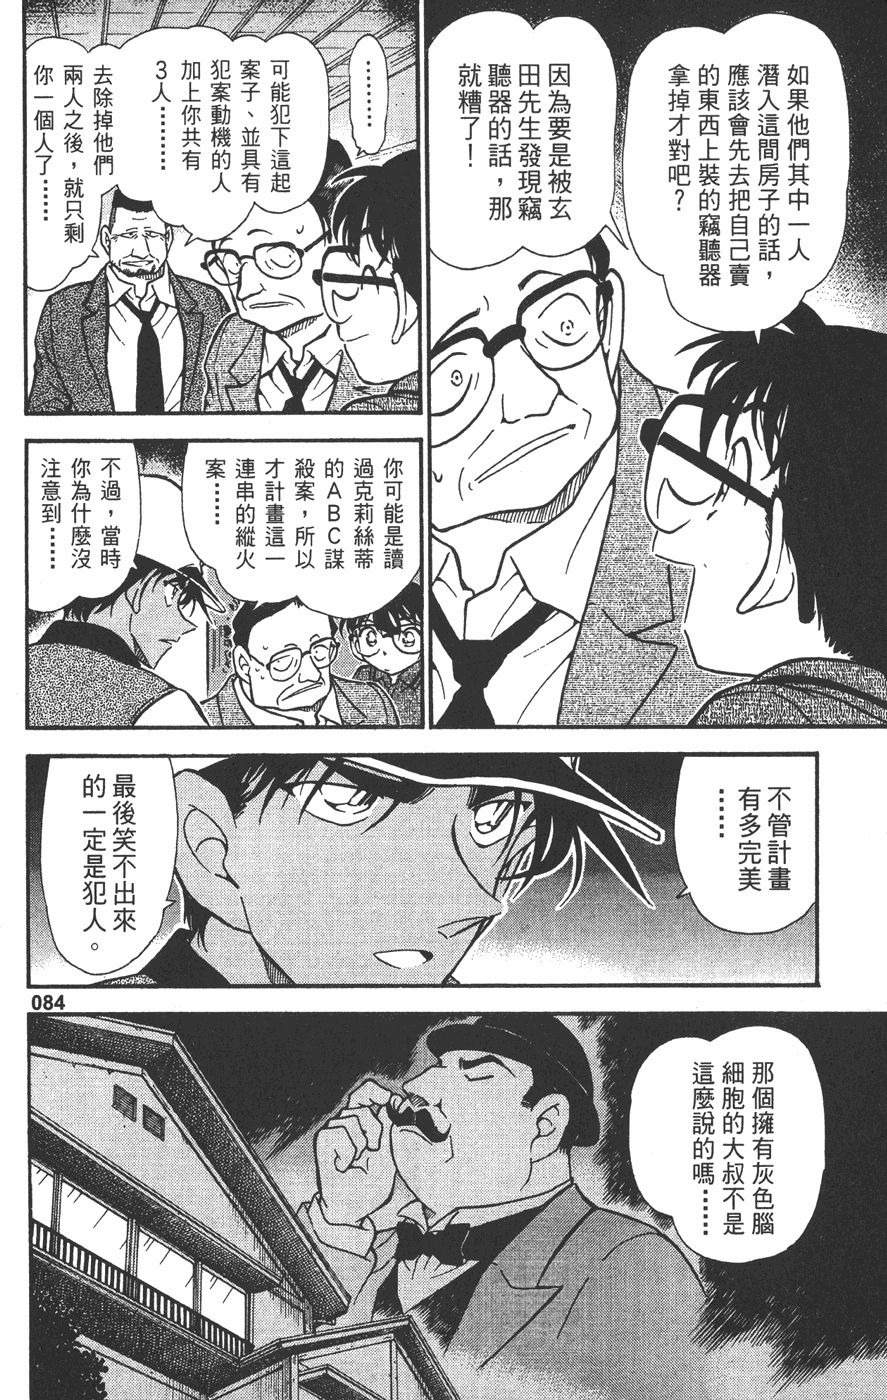 如果他們其中一人
潛入這間房子的話，
應該會先去把自己賣
的東西上裝的竊聽器
拿掉才對吧？
因為要是被玄
田先生發現竊
聽器的話，那
就糟了！
………
可能犯下這起
案子、並具有
犯案動機的人
加上你共有
3人……
去除掉他們
兩人之後，就只剩
你一個人了……
你可能是讀
過克莉絲蒂
的ABC謀
殺案，所以
才計畫這一
連串的縱火
案……
不過，當時
你為什麼沒
注意到……
不管計畫
有多完美
……
最後笑不出來
的一定是犯人。
084
那個擁有灰色腦
細胞的大叔不是
這麼說的嗎……